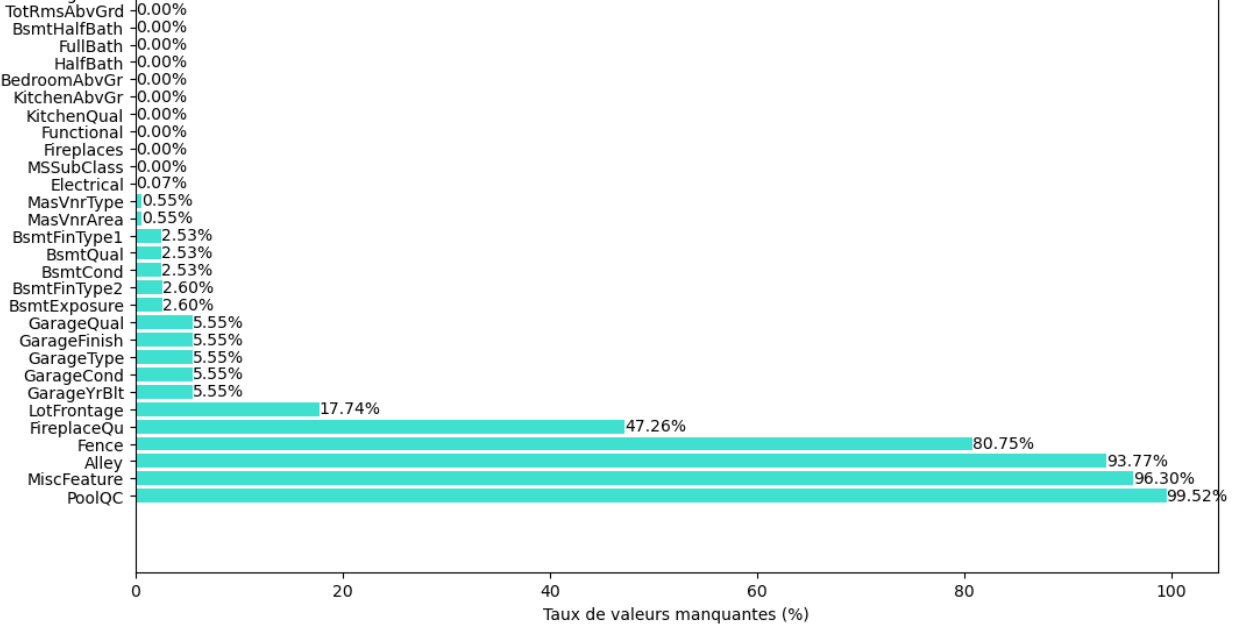 TotRmsAbvGrd 0.00%
BsmtHalfBath 0.00%
FullBath 0.00%
HalfBath 0.00%
BedroomAbvGr 0.00%
KitchenAbvGr 0.00%
KitchenQual 0.00%
Functional 0.00%
Fireplaces 0.00%
MSSubClass 0.00%
Electrical 0.07%
MasVnrType 0.55%
MasVnrArea 0.55%
BsmtFinType1 2.53%
BsmtQual 2.53%
BsmtCond 2.53%
BsmtFinType2 2.60%
BsmtExposure 2.60%
GarageQual 5.55%
GarageFinish 5.55%
GarageType 5.55%
GarageCond 5.55%
GarageYrBlt 5.55%
LotFrontage 17.74%
FireplaceQu 47.26%
Fence 80.75%
Alley 93.77%
MiscFeature 96.30%
PoolQC 99.52%
0 20 40 60 80 100
Taux de valeurs manquantes (%)